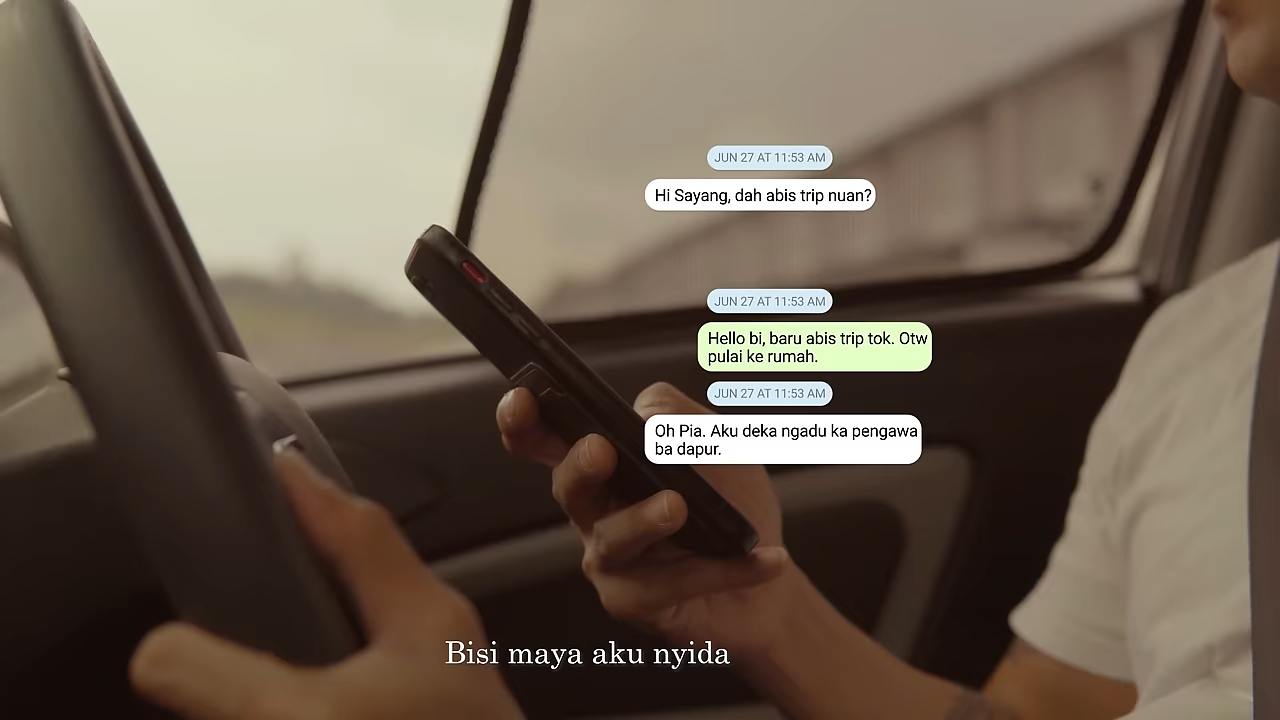 JUN 27 AT 11:53 AM
Hi Sayang, dah abis trip nuan?
JUN 27 AT 11:53 AM
Hello bi, baru abis trip tok. Otw
pulai ke rumah.
JUN 27 AT 11:53 AM
Oh Pia. Aku deka ngadu ka pengawa
ba dapur.
Bisi maya aku nyida